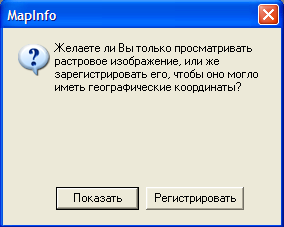 MapInfo
Желаете ли Вы только просматривать
растровое изображение, или же
зарегистрировать его, чтобы оно могло
иметь географические координаты?
Показать
Регистрировать